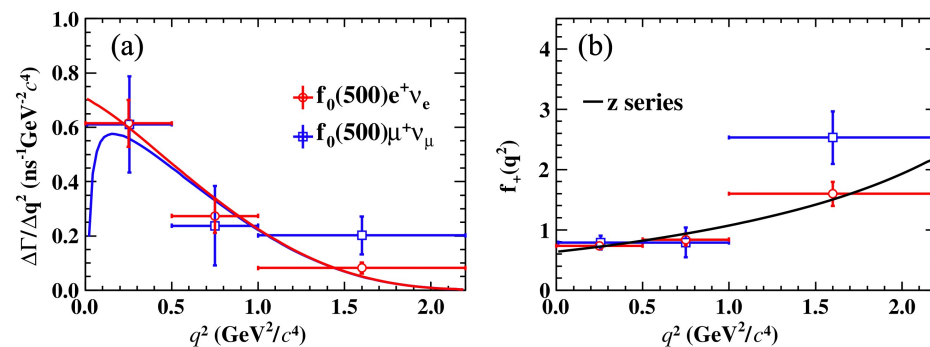 (a)
f₀(500)e⁺νₑ
f₀(500)μ⁺ν_μ
ΔΓ/Δq² (ns⁻¹GeV⁻²c⁴)
1.0
0.8
0.6
0.4
0.2
0.0
0.0 0.5 1.0 1.5 2.0
q² (GeV²/c⁴)
(b)
z series
f₊(q²)
4
3
2
1
0
0.0 0.5 1.0 1.5 2.0
q² (GeV²/c⁴)